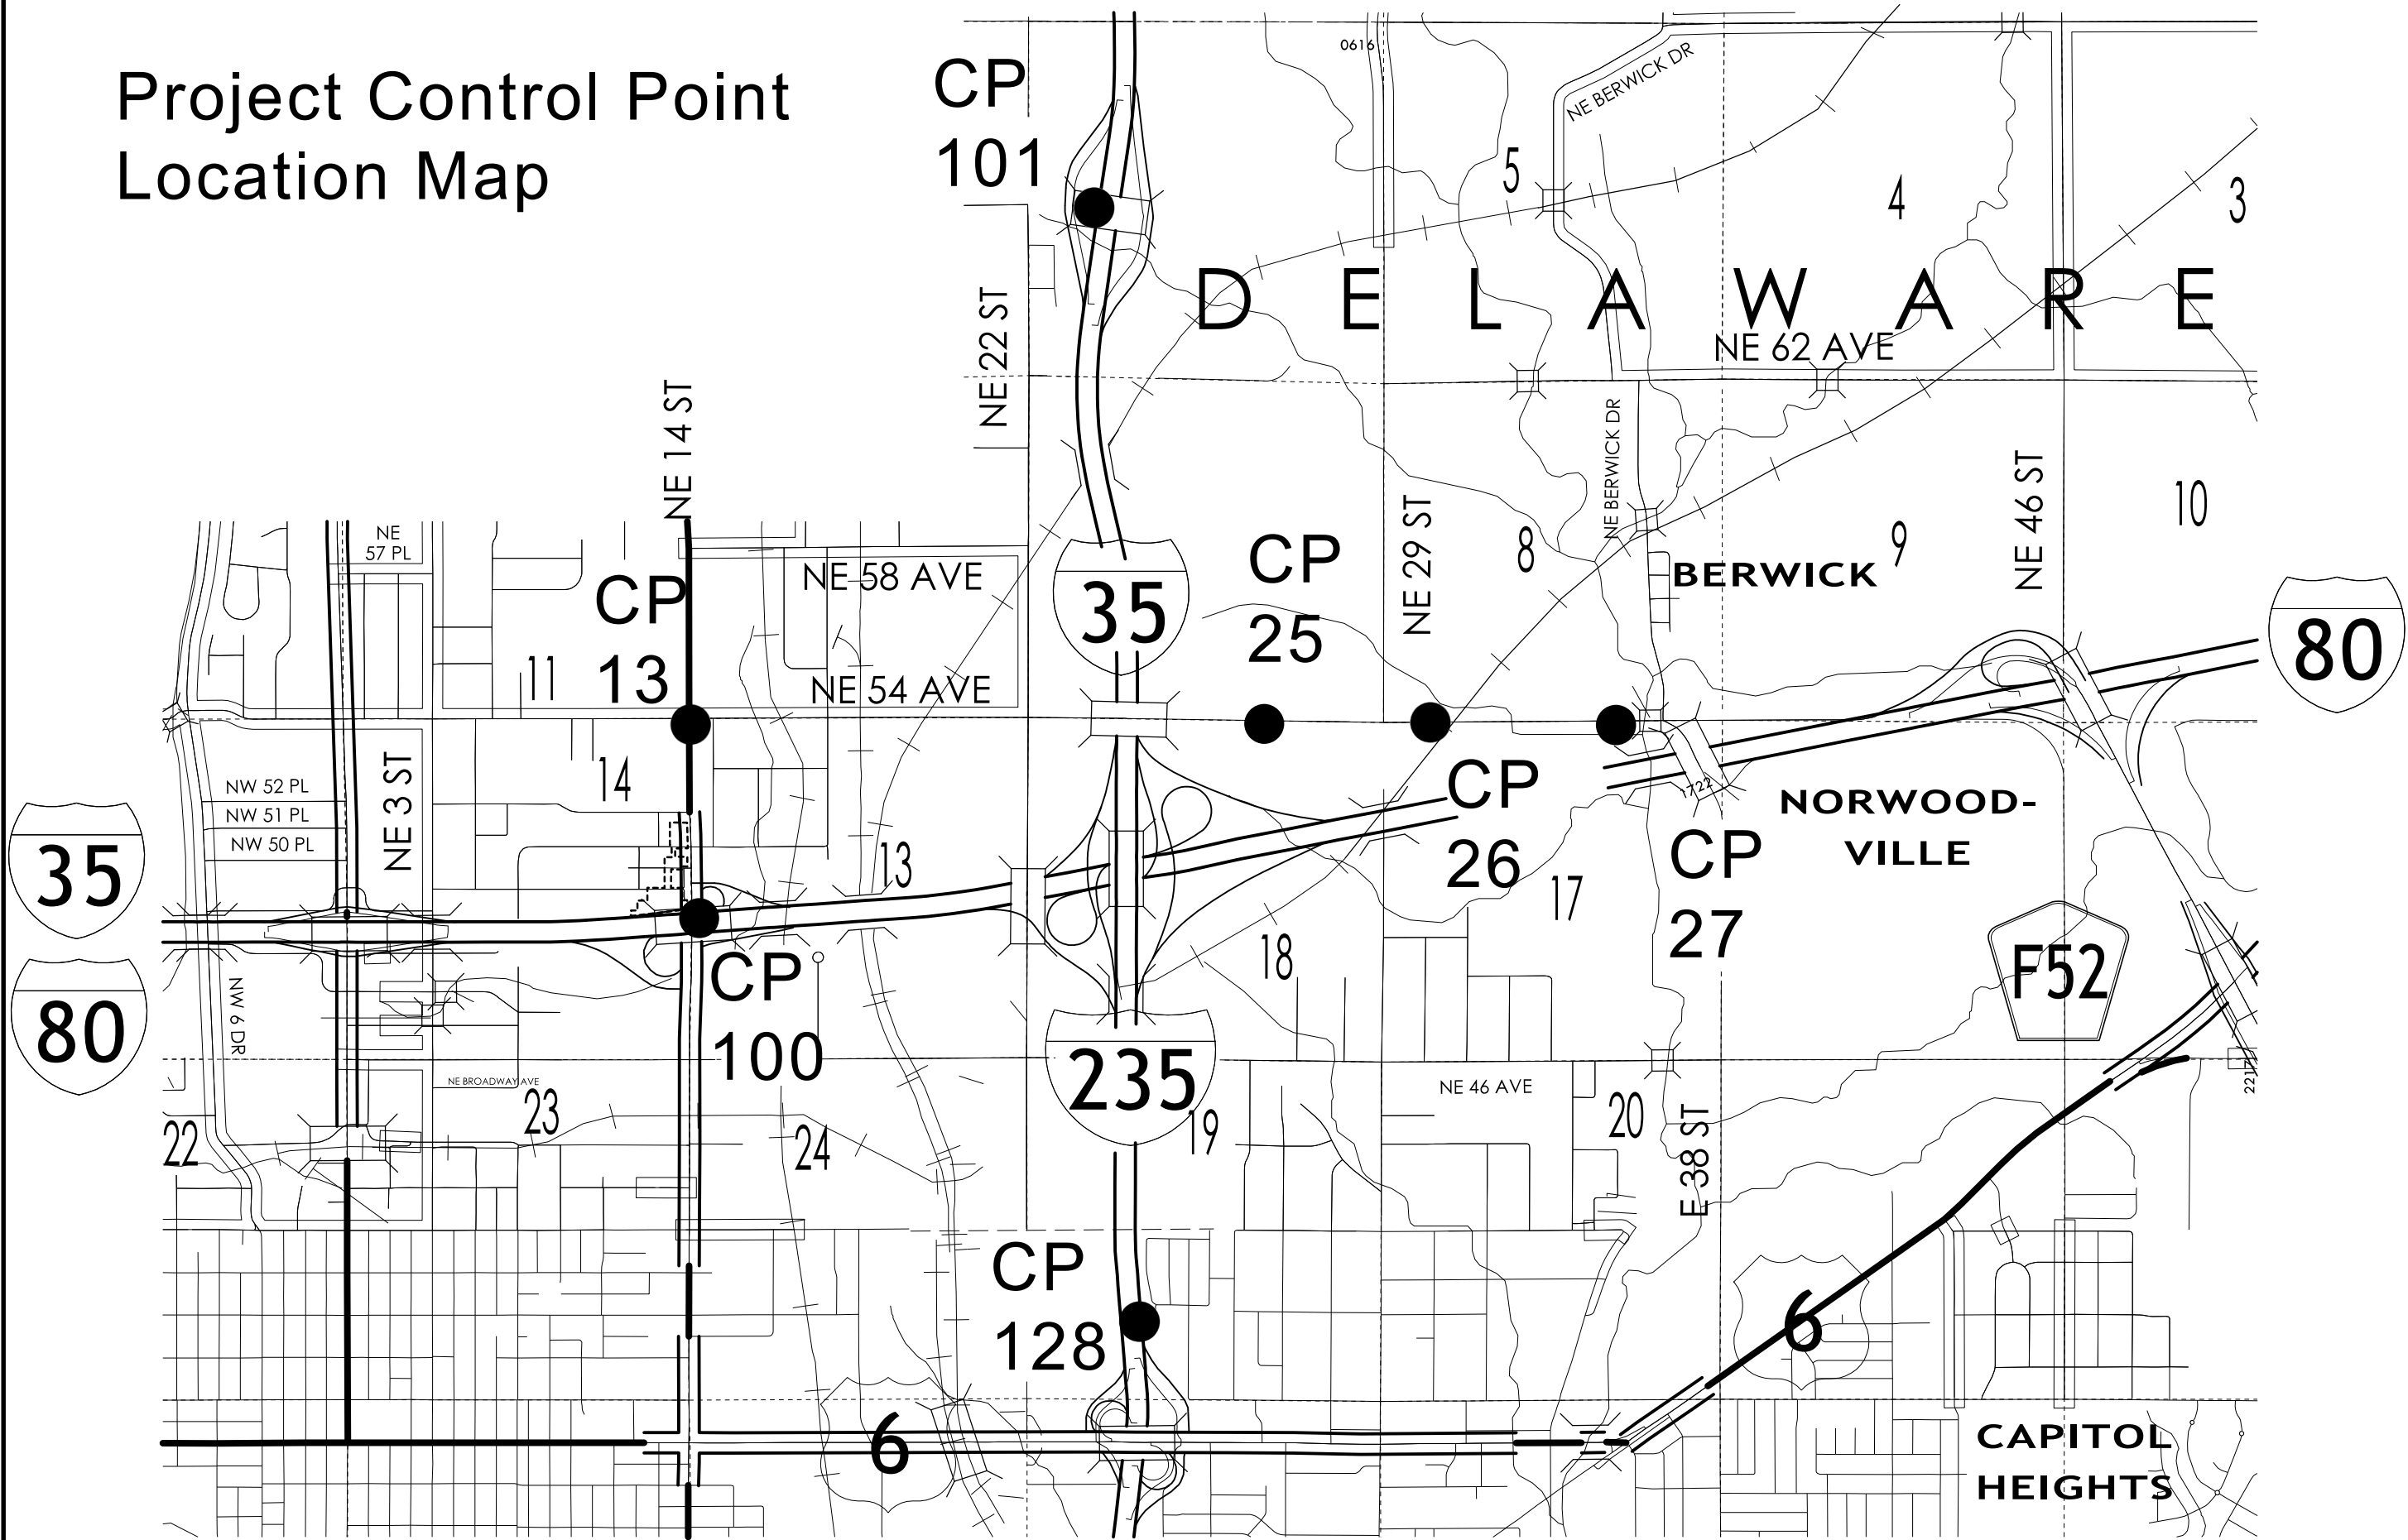 Project Control Point
Location Map
CP
101
0616
NE BERWICK DR
5
4
3
D E L A W A R E
NE 22 ST
NE 62 AVE
NE 14 ST
NE BERWICK DR
NE 46 ST
10
NE
57 PL
CP
13
NE 58 AVE
35
CP
25
NE 29 ST
8
BERWICK
9
80
11
NE 54 AVE
14
NE 3 ST
NW 52 PL
NW 51 PL
NW 50 PL
CP
26
1722
NORWOOD-
VILLE
35
13
17
CP
27
80
NW 6 DR
CP
100
18
F52
235
NE BROADWAY AVE
NE 46 AVE
2217
22
23
24
19
20
E 38 ST
CP
128
6
6
CAPITOL
HEIGHTS